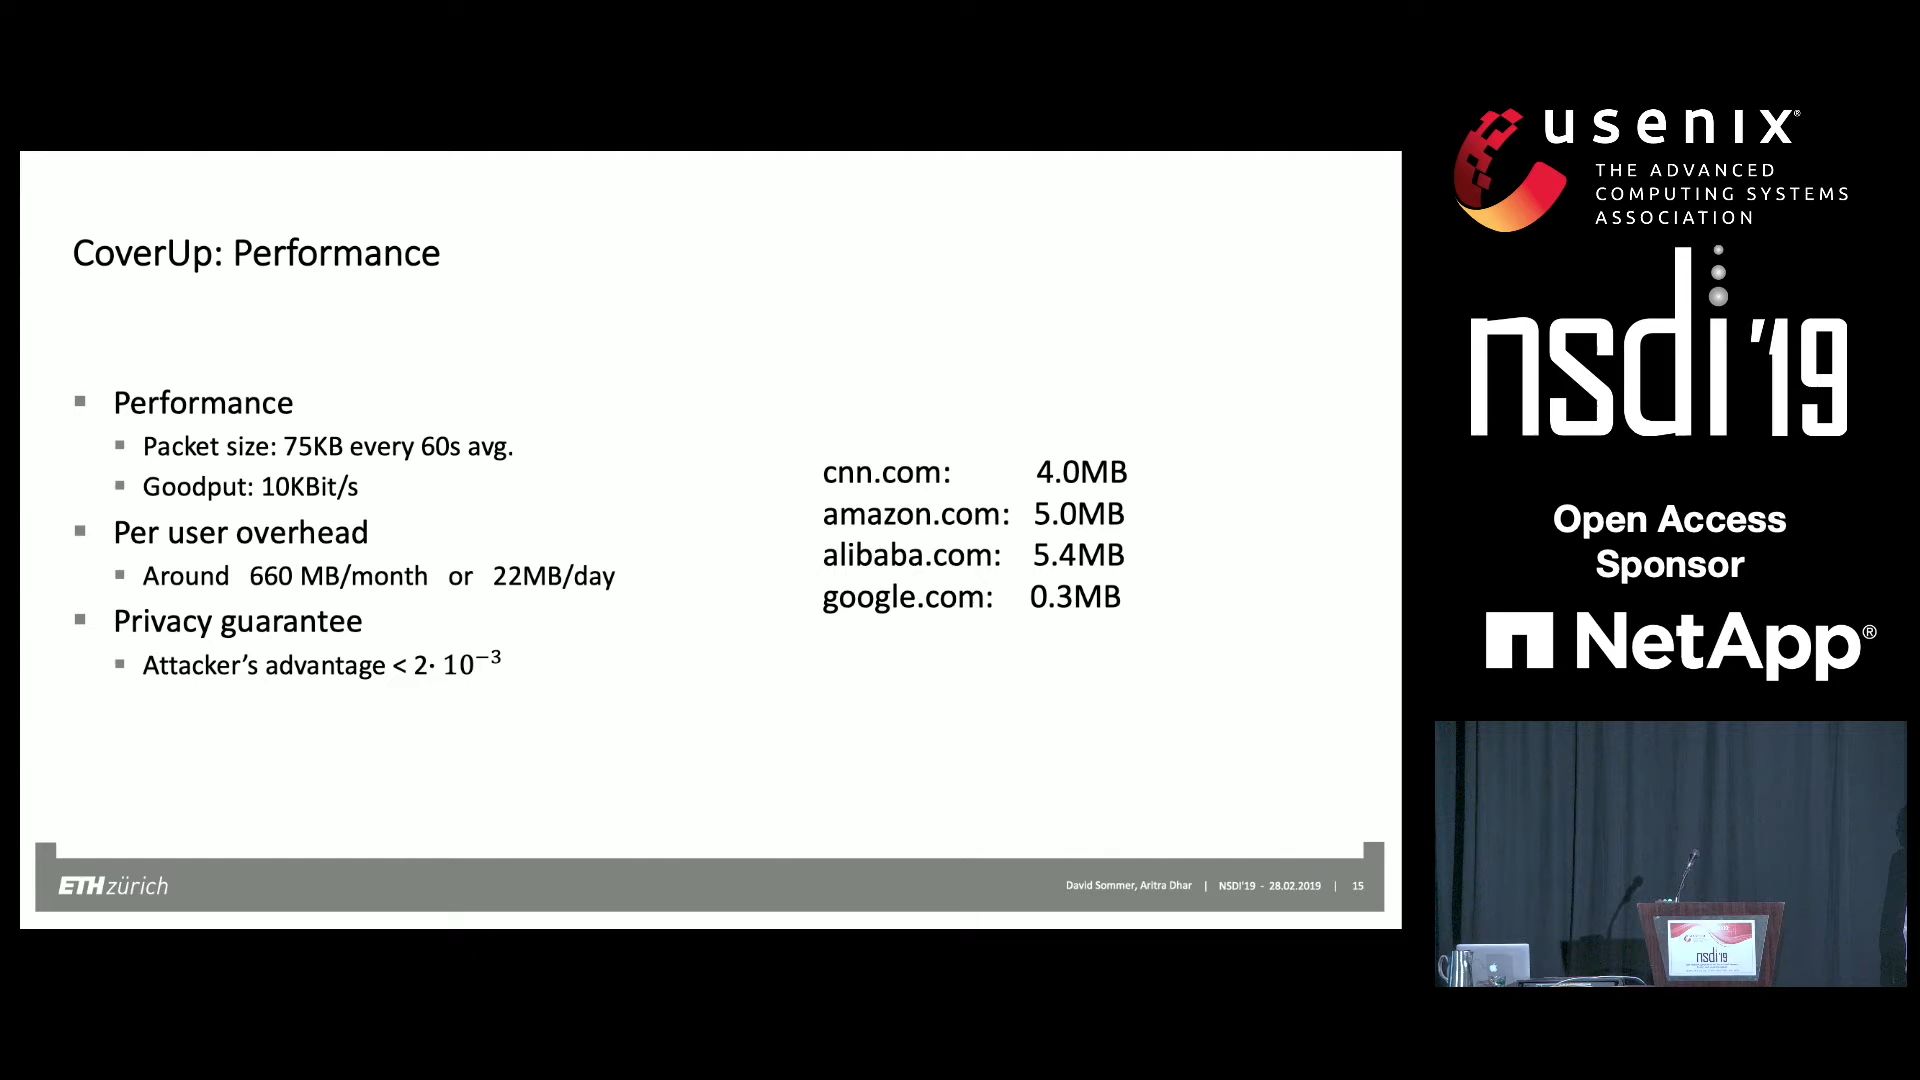 CoverUp: Performance
▪ Performance
▪ Packet size: 75KB every 60s avg.
▪ Goodput: 10KBit/s
▪ Per user overhead
▪ Around 660 MB/month or 22MB/day
▪ Privacy guarantee
▪ Attacker's advantage < 2· 10⁻³
cnn.com: 4.0MB
amazon.com: 5.0MB
alibaba.com: 5.4MB
google.com: 0.3MB
ETH zürich
David Sommer, Aritra Dhar | NSDI'19 - 28.02.2019 | 15
usenix®
THE ADVANCED
COMPUTING SYSTEMS
ASSOCIATION
nsdi '19
Open Access
Sponsor
NetApp®
usenix
nsdi'19